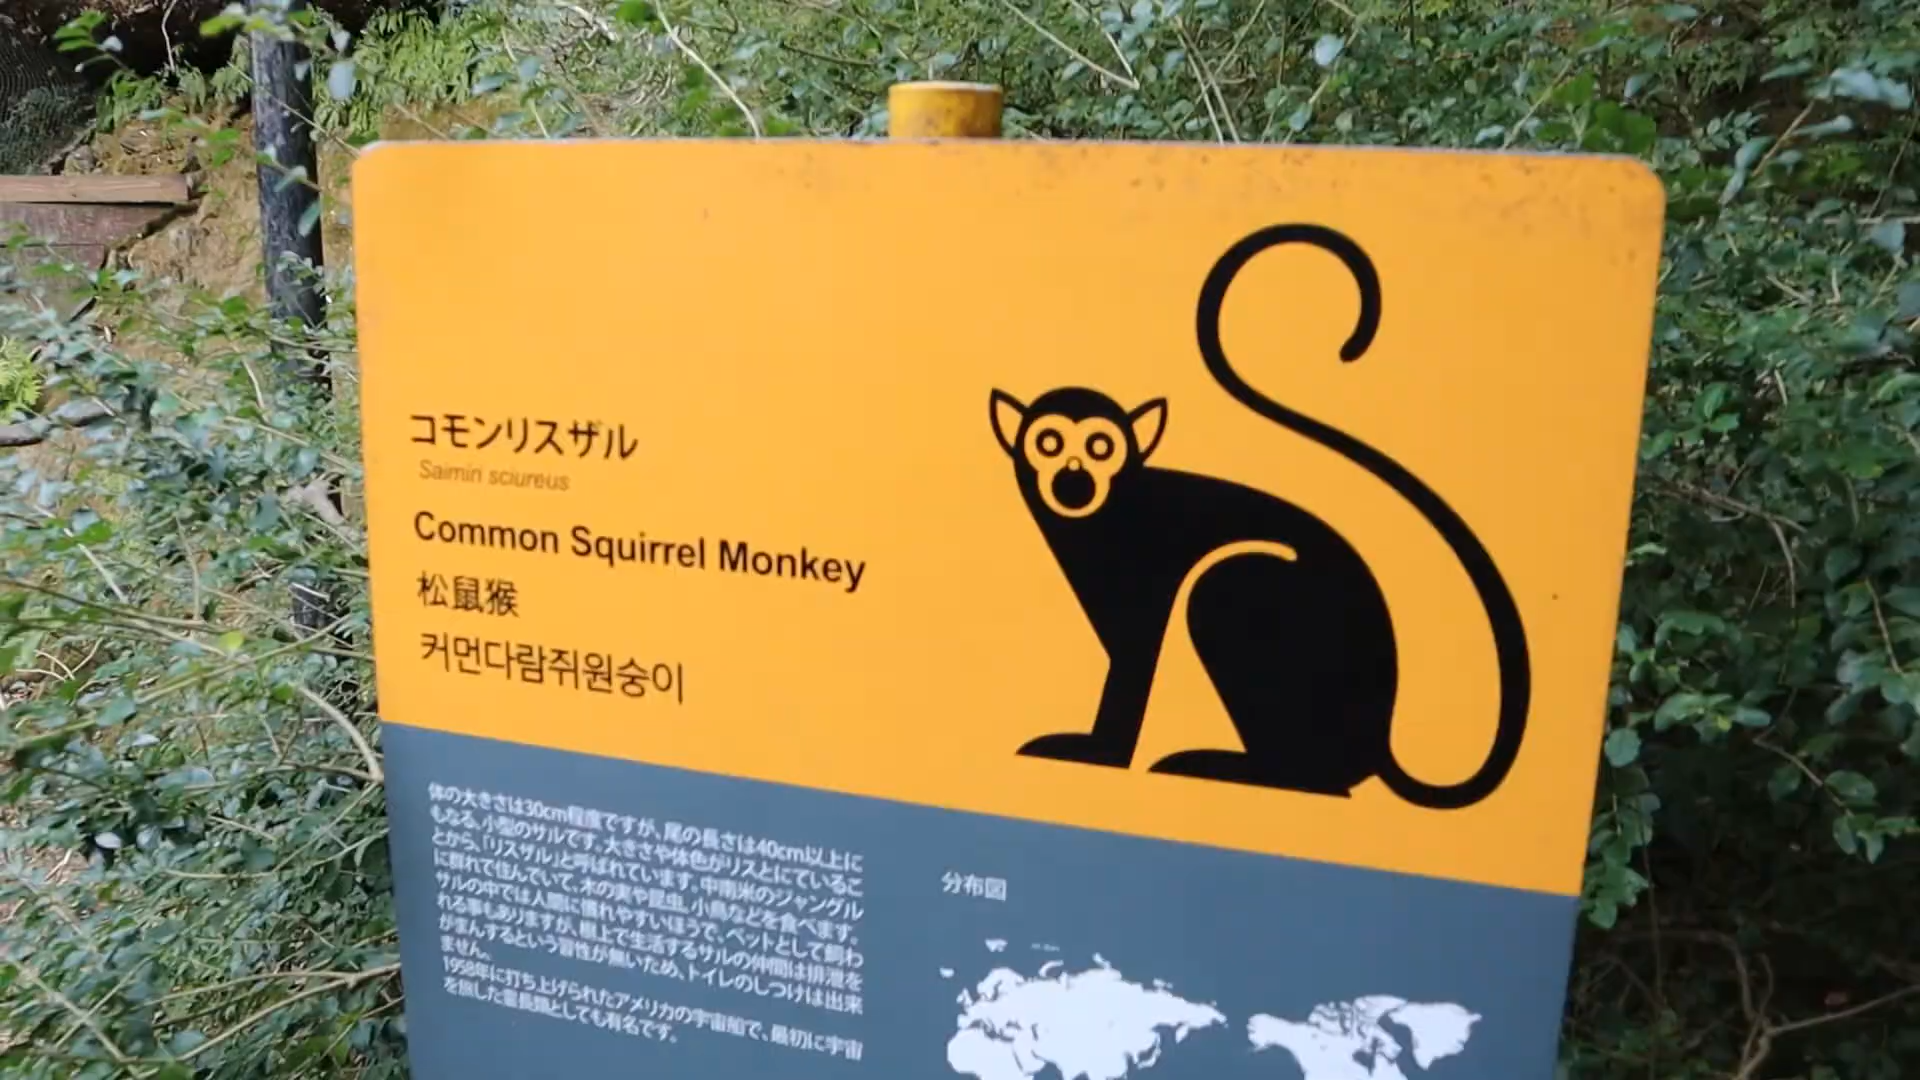 コモンリスザル
Saimin sciureus
Common Squirrel Monkey
松鼠猴
커먼다람쥐원숭이
体の大きさは30cm程度ですが、尾の長さは40cm以上に
もなる、小型のサルです。大きさや体色がリスとにているこ
とから、「リスザル」と呼ばれています。中南米のジャングル
に群れで住んでいて、木の実や昆虫、小鳥などを食べます。
サルの中では人間に慣れやすいほうで、ペットとして飼わ
れる事もありますが、樹上で生活するサルの仲間は排泄を
がまんするという習性が無いため、トイレのしつけは出来
ません。
1958年に打ち上げられたアメリカの宇宙船で、最初に宇宙
を旅した霊長類としても有名です。
分布図